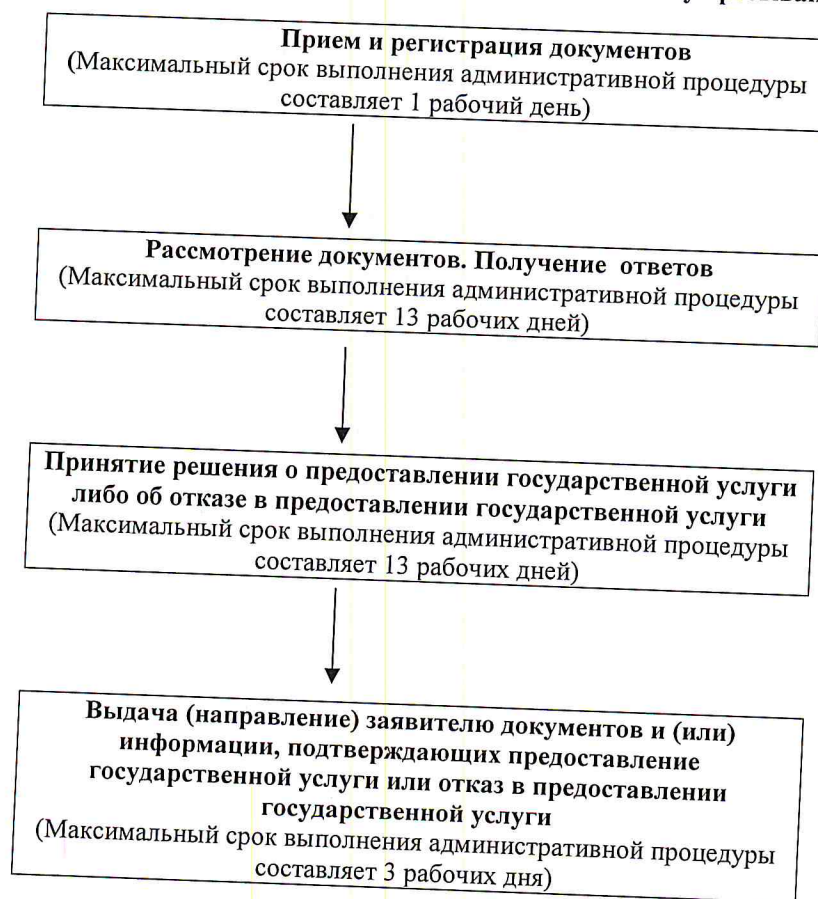 Прием и регистрация документов
(Максимальный срок выполнения административной процедуры
составляет 1 рабочий день)
Рассмотрение документов. Получение  ответов
(Максимальный срок выполнения административной процедуры
составляет 13 рабочих дней)
Принятие решения о предоставлении государственной услуги
либо об отказе в предоставлении государственной услуги
(Максимальный срок выполнения административной процедуры
составляет 13 рабочих дней)
Выдача (направление) заявителю документов и (или)
информации, подтверждающих предоставление
государственной услуги или отказ в предоставлении
государственной услуги
(Максимальный срок выполнения административной процедуры
составляет 3 рабочих дня)